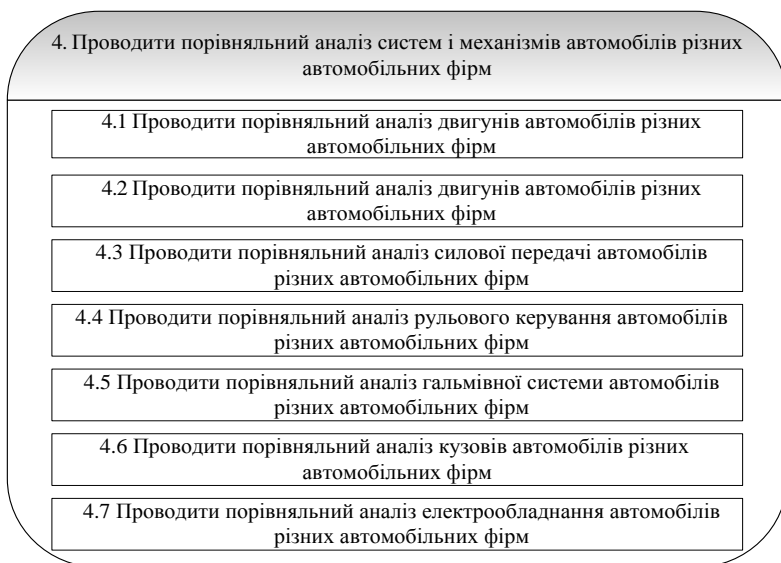 4. Проводити порівняльний аналіз систем і механізмів автомобілів різних
автомобільних фірм
4.1 Проводити порівняльний аналіз двигунів автомобілів різних
автомобільних фірм
4.2 Проводити порівняльний аналіз двигунів автомобілів різних
автомобільних фірм
4.3 Проводити порівняльний аналіз силової передачі автомобілів
різних автомобільних фірм
4.4 Проводити порівняльний аналіз рульового керування автомобілів
різних автомобільних фірм
4.5 Проводити порівняльний аналіз гальмівної системи автомобілів
різних автомобільних фірм
4.6 Проводити порівняльний аналіз кузовів автомобілів різних
автомобільних фірм
4.7 Проводити порівняльний аналіз електрообладнання автомобілів
різних автомобільних фірм